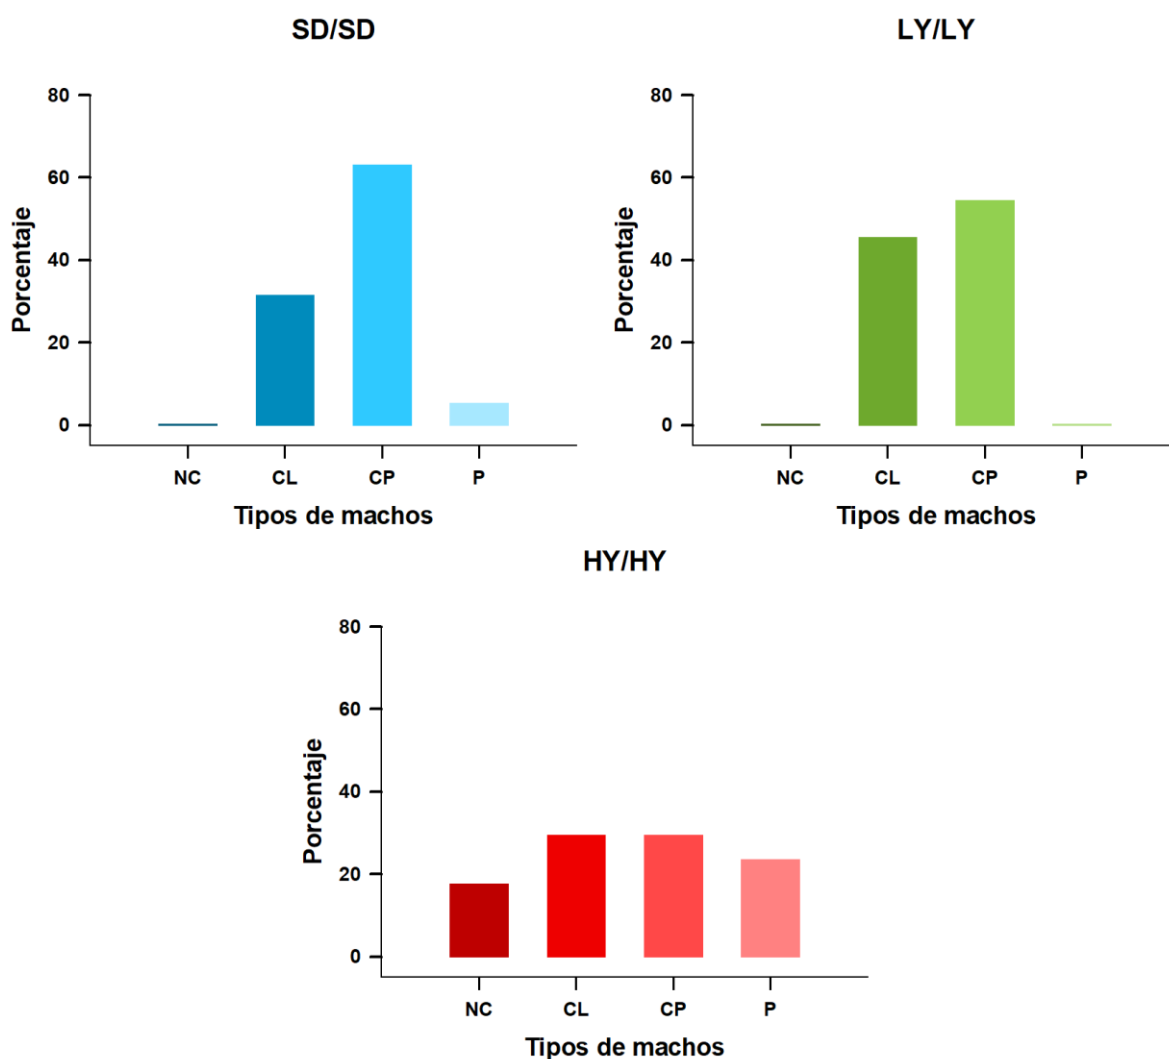 SD/SD
80
60
40
20
0
Porcentaje
NC CL CP P
Tipos de machos
LY/LY
80
60
40
20
0
Porcentaje
NC CL CP P
Tipos de machos
HY/HY
80
60
40
20
0
Porcentaje
NC CL CP P
Tipos de machos